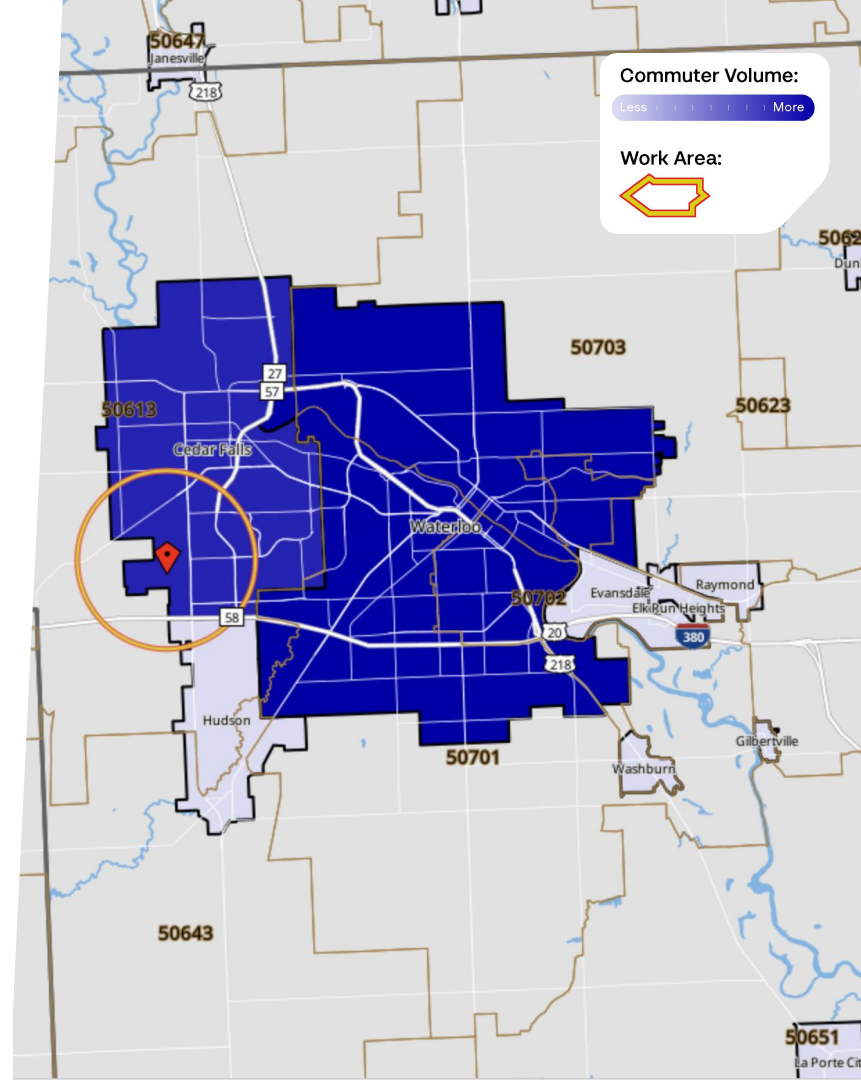 50647
Janesville
218
Commuter Volume:
Less
More
Work Area:
Dun
50703
27
57
50623
50613
Cedar Falls
Waterloo
50702
Evansdale
Raymond
Elk Run Heights
58
20
380
218
Hudson
50701
Gilbertville
Washburn
50643
50651
La Porte Cit